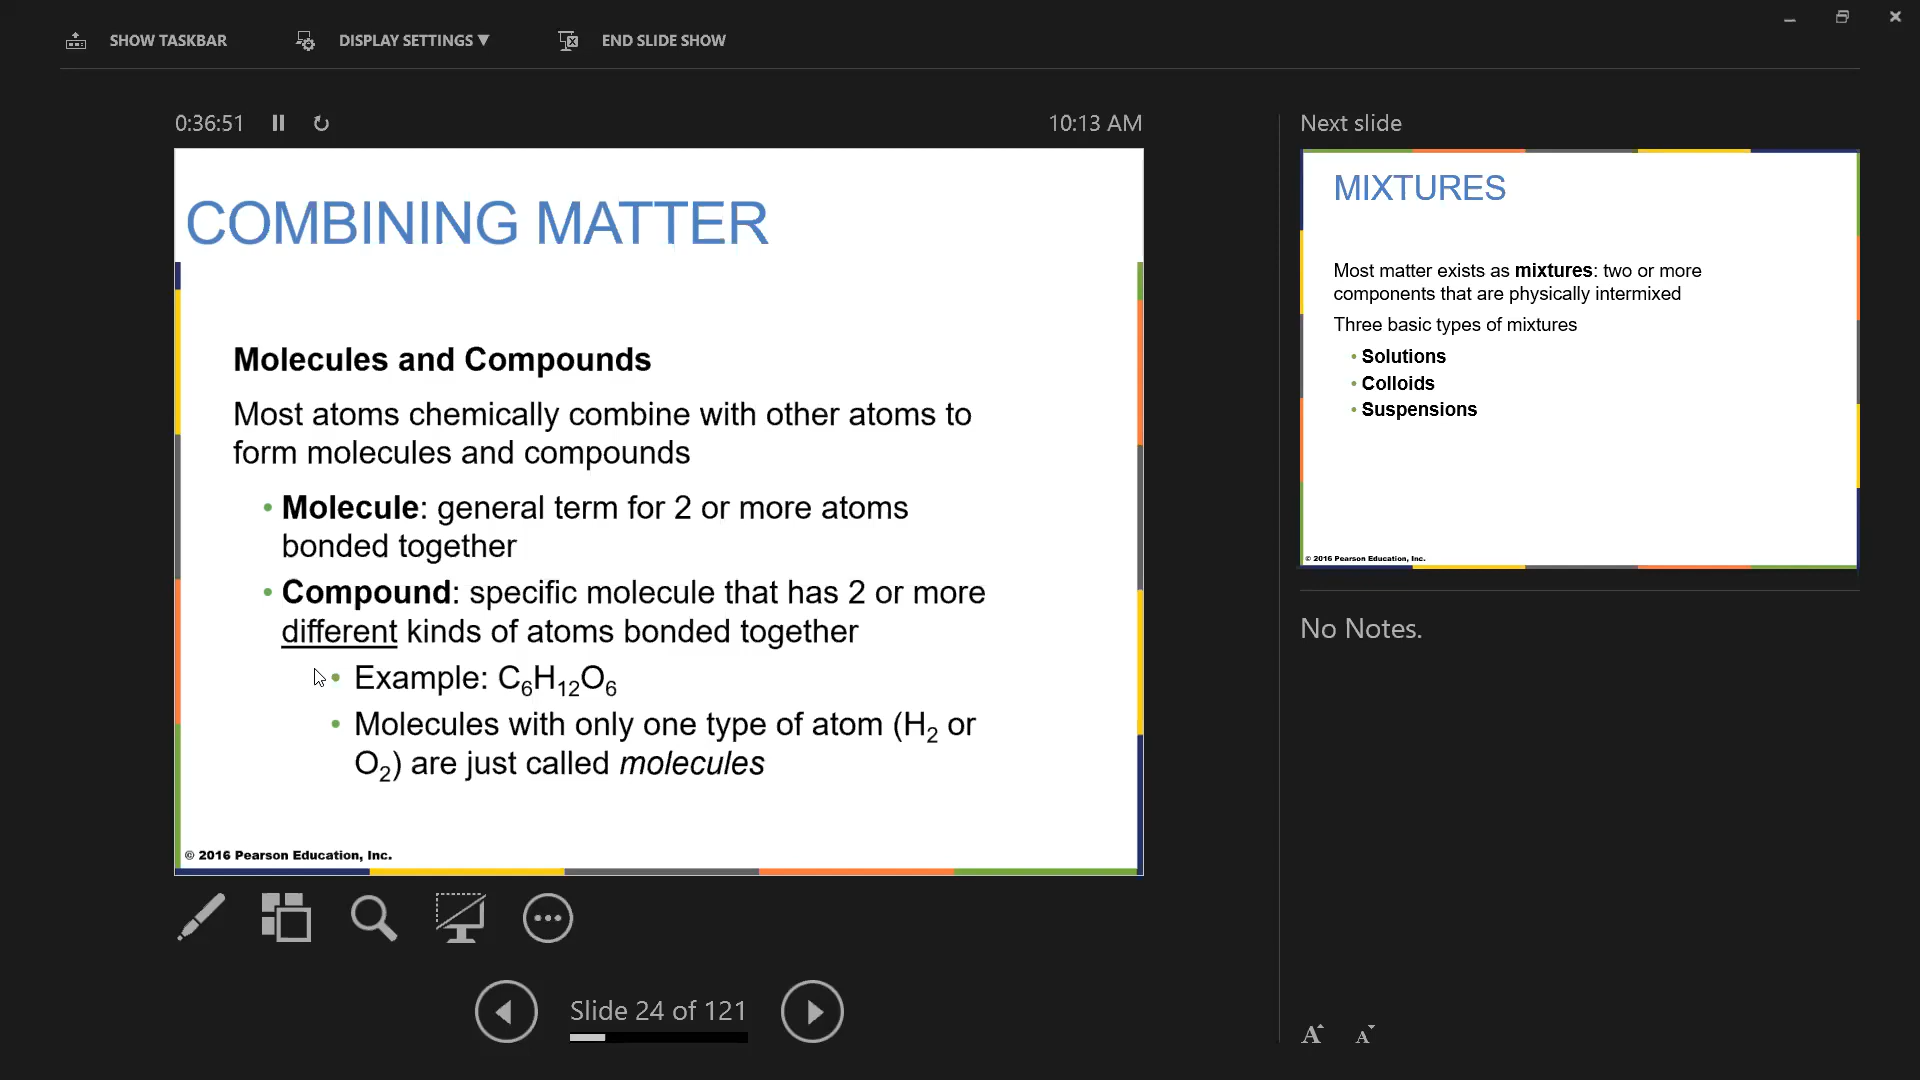 SHOW TASKBAR
DISPLAY SETTINGS ▼
END SLIDE SHOW
0:36:51
10:13 AM
COMBINING MATTER
Molecules and Compounds
Most atoms chemically combine with other atoms to
form molecules and compounds
• Molecule: general term for 2 or more atoms
bonded together
• Compound: specific molecule that has 2 or more
different kinds of atoms bonded together
• Example: C₆H₁₂O₆
• Molecules with only one type of atom (H₂ or
O₂) are just called molecules
© 2016 Pearson Education, Inc.
Slide 24 of 121
Next slide
MIXTURES
Most matter exists as mixtures: two or more
components that are physically intermixed
Three basic types of mixtures
• Solutions
• Colloids
• Suspensions
© 2016 Pearson Education, Inc.
No Notes.
A A